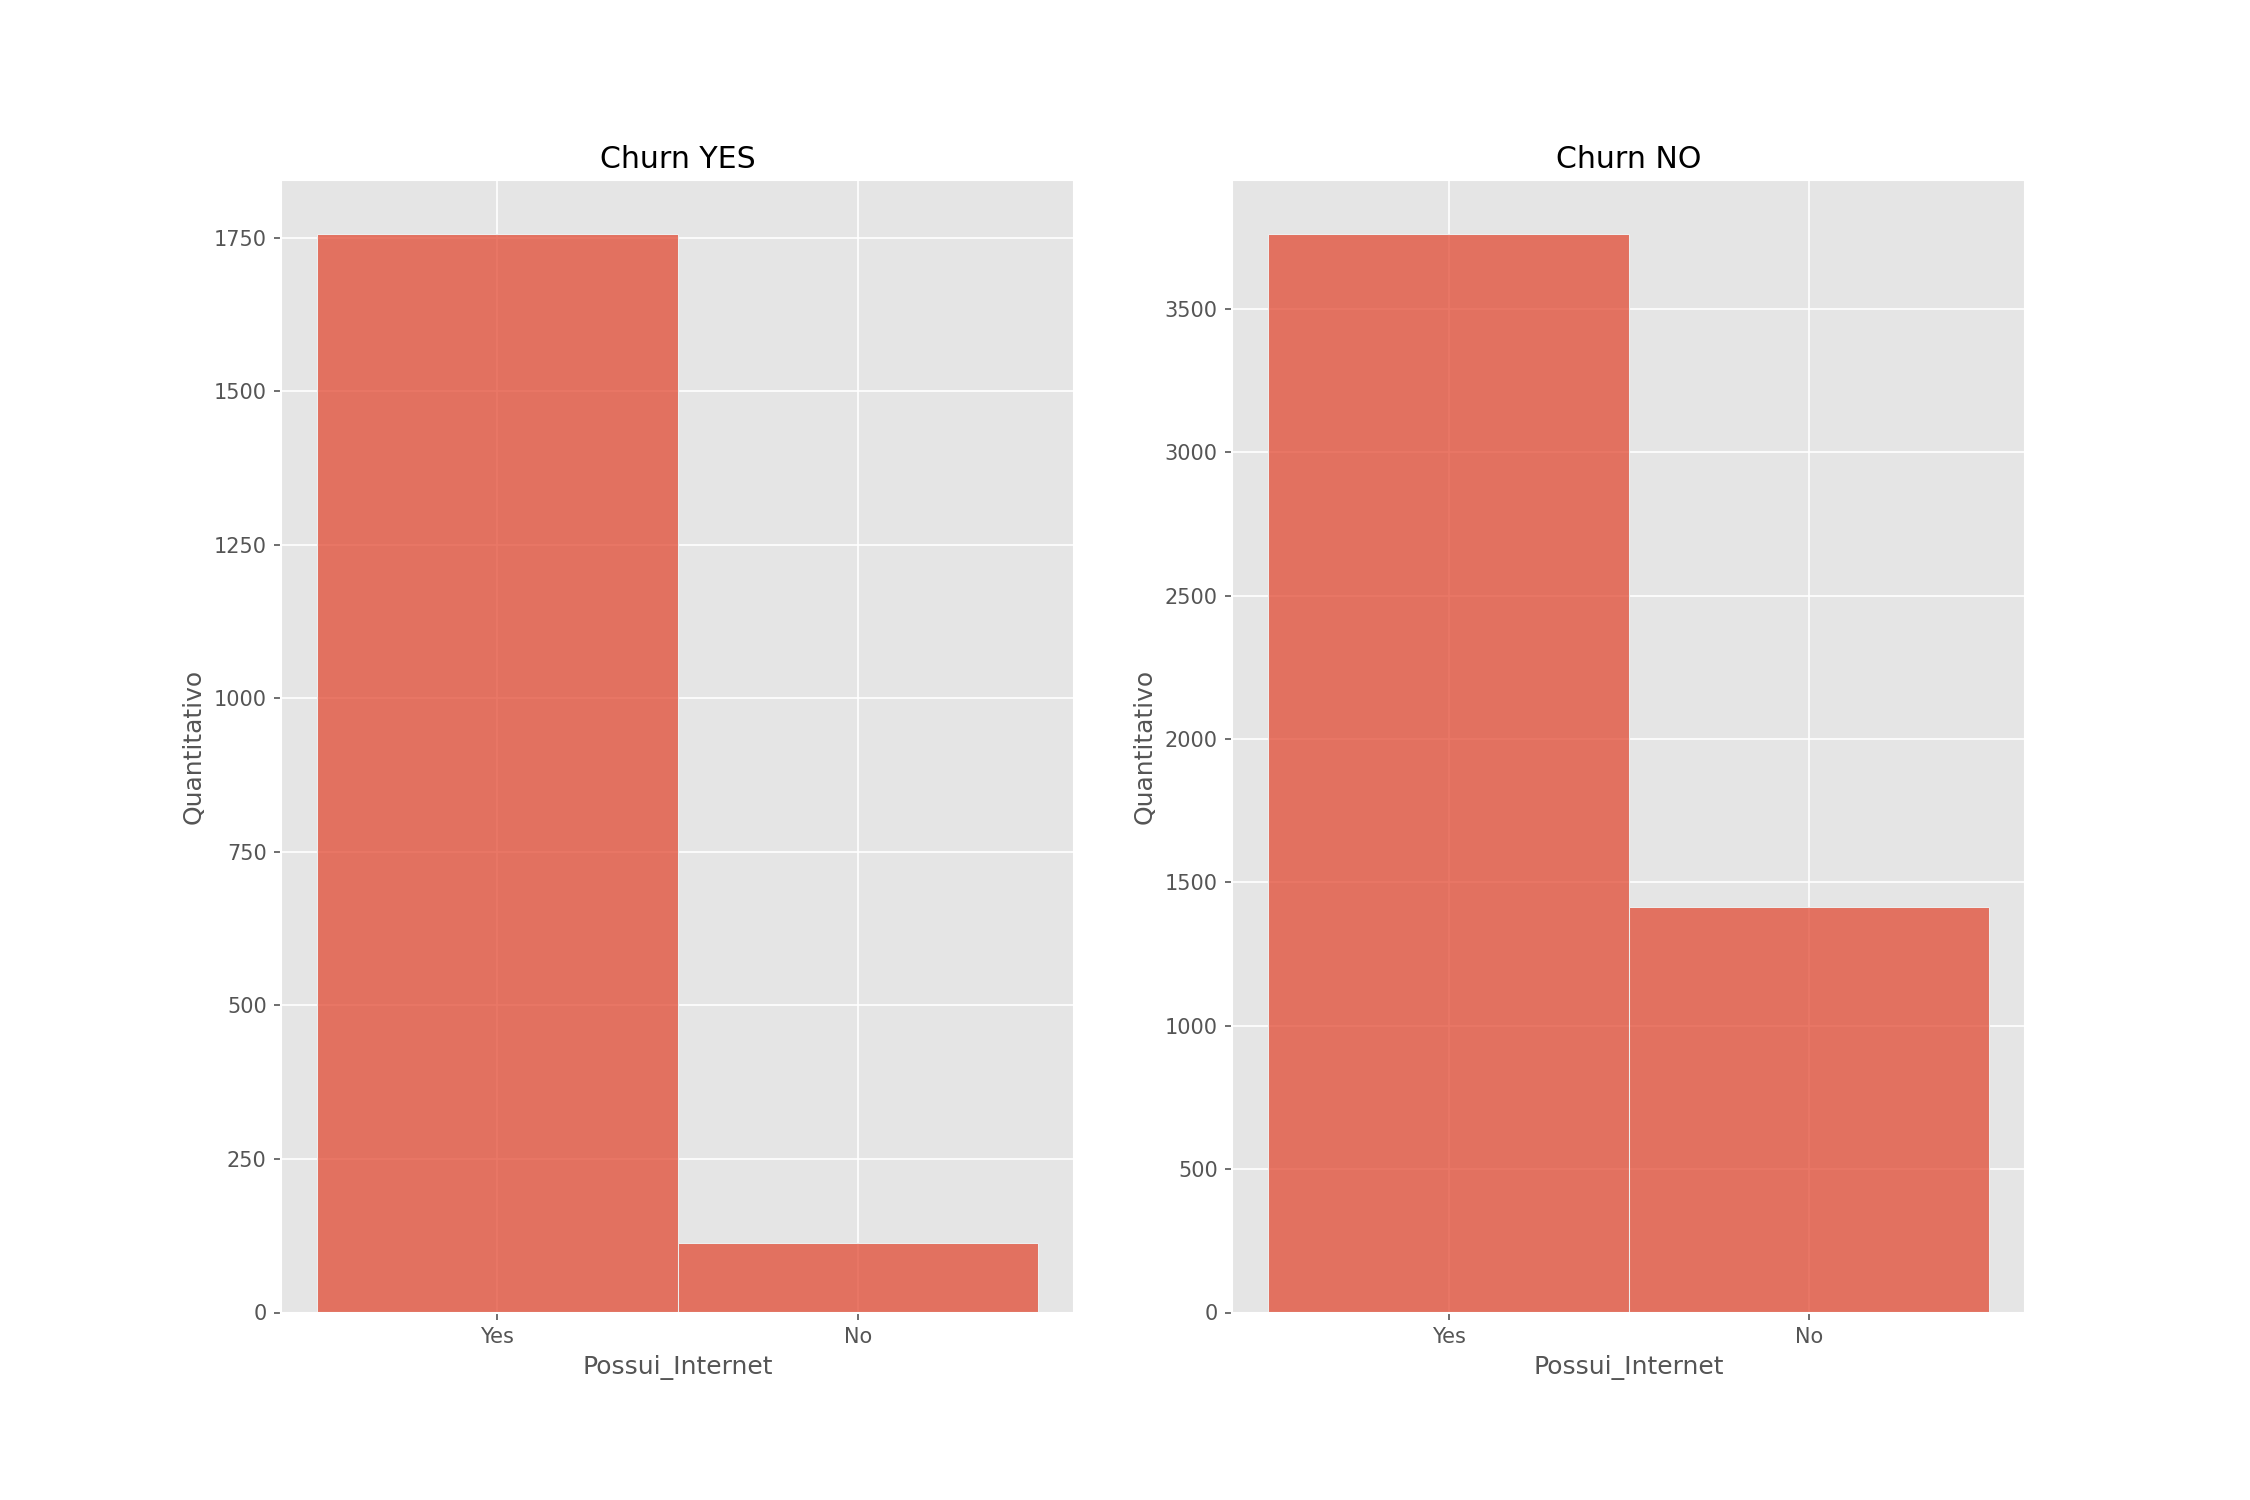 Churn YES
1750
1500
1250
1000
750
500
250
0
Quantitativo
Yes No
Possui_Internet
Churn NO
3500
3000
2500
2000
1500
1000
500
0
Quantitativo
Yes No
Possui_Internet